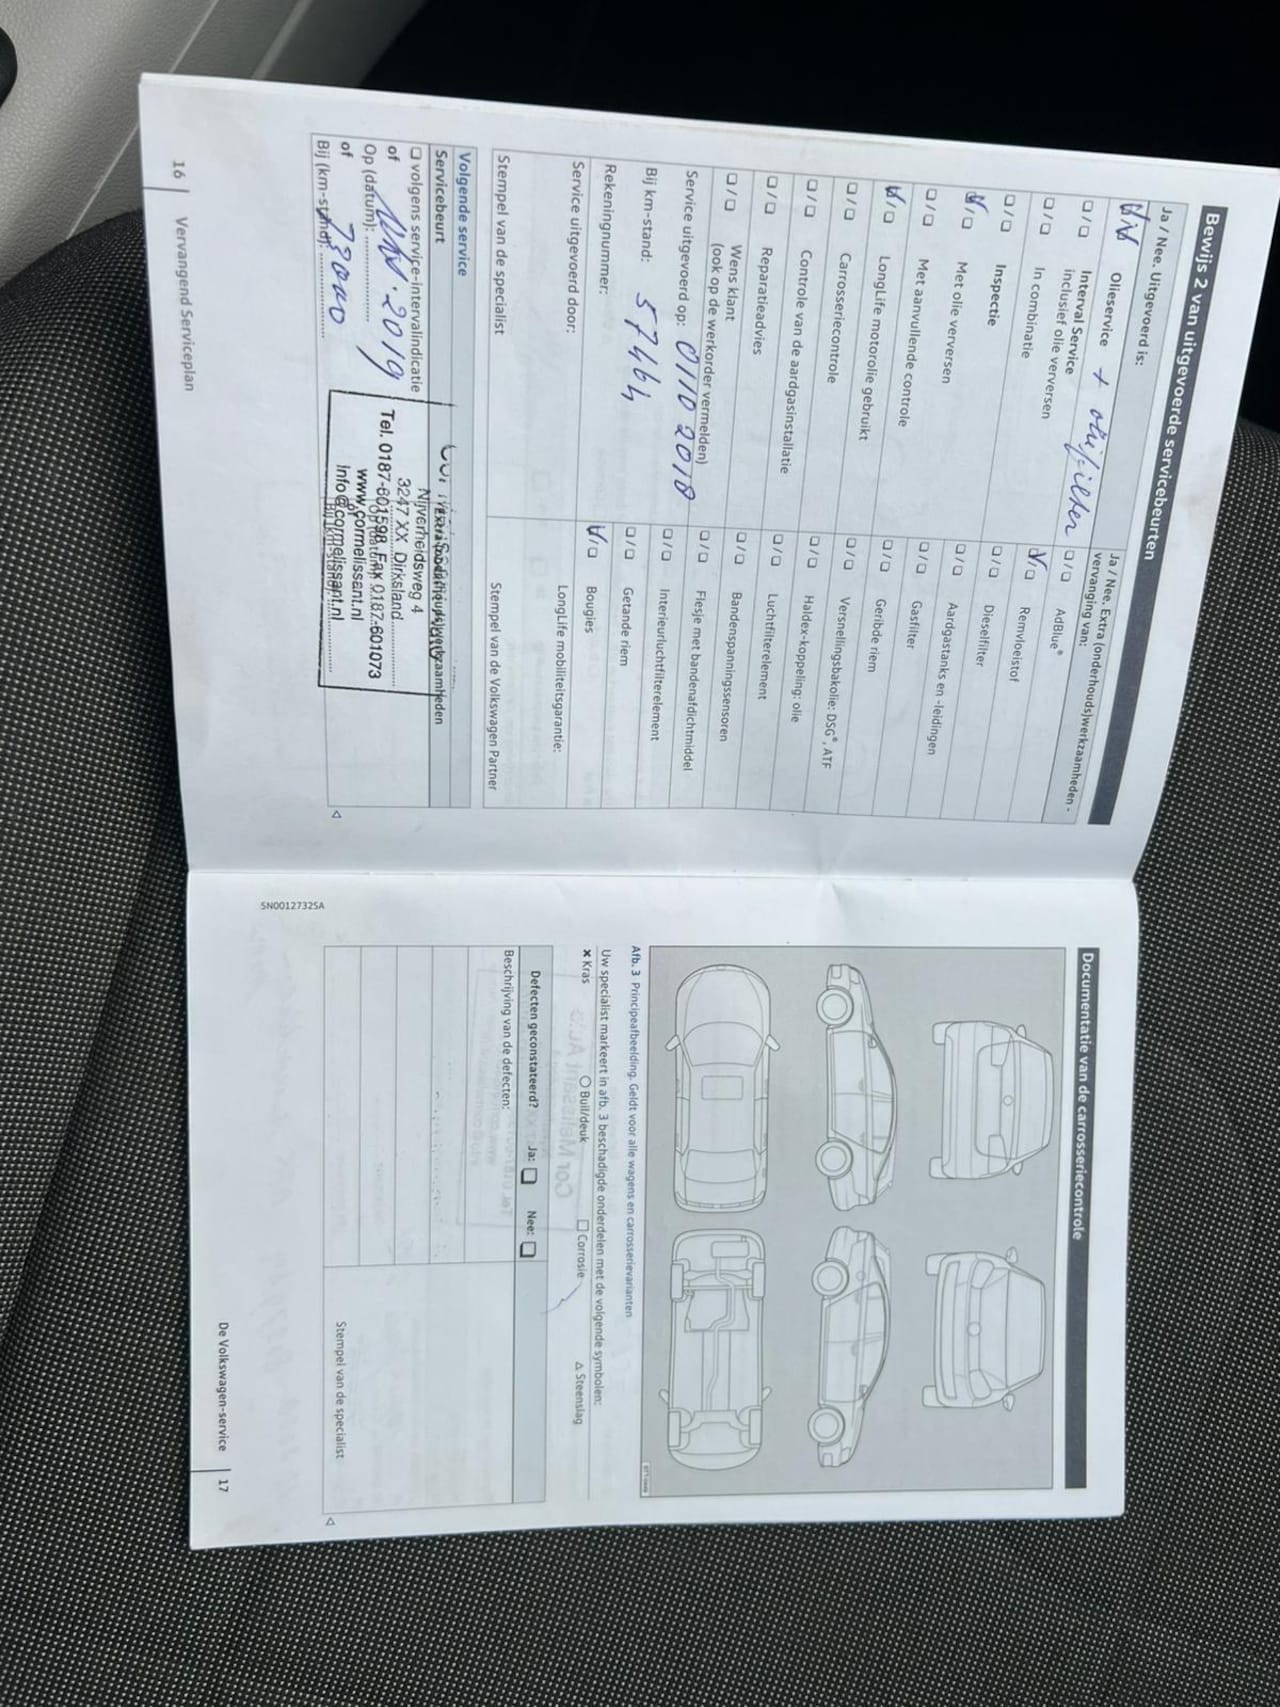 Bewijs 2 van uitgevoerde servicebeurten
Ja / Nee. Uitgevoerd is:
Olieservice + oliefilter
Interval Service
inclusief olie verversen
In combinatie
Inspectie
Met olie verversen
Met aanvullende controle
LongLife motorolie gebruikt
Carrosseriecontrole
Controle van de aardgasinstallatie
Reparatieadvies
Wens klant
(ook op de werkorder vermelden)
Service uitgevoerd op: 01 10 2018
Bij km-stand: 57464
Rekeningnummer:
Service uitgevoerd door:
Stempel van de specialist
Ja / Nee. Extra (onderhouds)werkzaamheden -
vervanging van:
AdBlue®
Remvloeistof
Dieselfilter
Aardgastanks en -leidingen
Gasfilter
Geribde riem
Versnellingsbakolie: DSG®, ATF
Haldex-koppeling: olie
Luchtfilterelement
Bandenspanningssensoren
Flesje met bandenafdichtmiddel
Interieurluchtfilterelement
Getande riem
Bougies
LongLife mobiliteitsgarantie:
Stempel van de Volkswagen Partner
Volgende service
Servicebeurt
volgens service-intervalindicatie
of
Op (datum): 2019
of
Bij (km-stand): 73000
Extra (onderhouds)werkzaamheden
Nijverheidsweg 4
3247 XX Dirksland
Tel. 0187-601598 Fax 0187-601073
www.cormelissant.nl
info@cormelissant.nl
16 Vervangend Serviceplan
Documentatie van de carrosseriecontrole
Afb. 3 Principeafbeelding. Geldt voor alle wagens en carrosserievarianten
Uw specialist markeert in afb. 3 beschadigde onderdelen met de volgende symbolen:
× Kras ○ Buil/deuk □ Corrosie △ Steenslag
Defecten geconstateerd? Ja: Nee:
Beschrijving van de defecten:
Stempel van de specialist
5N0012732SA
De Volkswagen-service 17